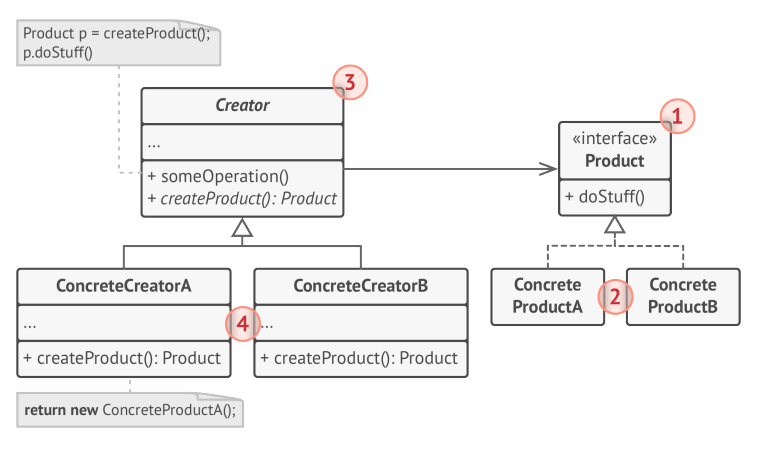 Product p = createProduct();
p.doStuff()
3
Creator
...
+ someOperation()
+ createProduct(): Product
1
«interface»
Product
+ doStuff()
ConcreteCreatorA
...
+ createProduct(): Product
4
ConcreteCreatorB
...
+ createProduct(): Product
Concrete
ProductA
2
Concrete
ProductB
return new ConcreteProductA();